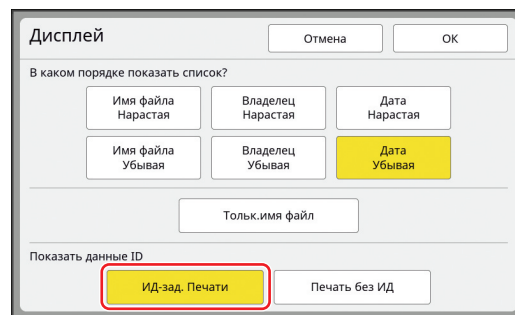 Дисплей
Отмена
OK
В каком порядке показать список?
Имя файла
Нарастая
Владелец
Нарастая
Дата
Нарастая
Имя файла
Убывая
Владелец
Убывая
Дата
Убывая
Тольк.имя файл
Показать данные ID
ИД-зад. Печати
Печать без ИД